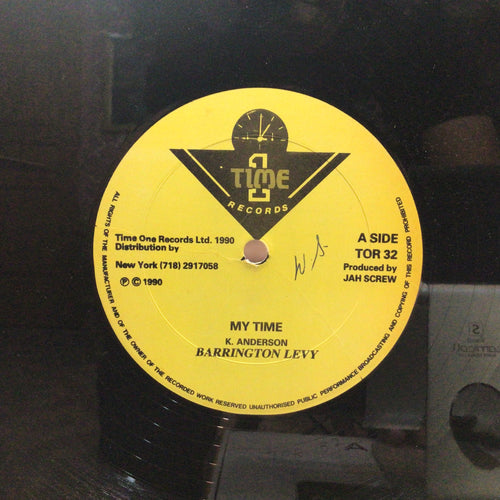 TIME 1
RECORDS
Time One Records Ltd. 1990
Distribution by
New York (718) 2917058
Ⓟ © 1990
A SIDE
TOR 32
Produced by
JAH SCREW
W S.
MY TIME
K. ANDERSON
BARRINGTON LEVY
ALL RIGHTS OF THE MANUFACTURER AND OF THE OWNER OF THE RECORDED WORK RESERVED UNAUTHORISED PUBLIC PERFORMANCE BROADCASTING AND COPYING OF THIS RECORD PROHIBITED